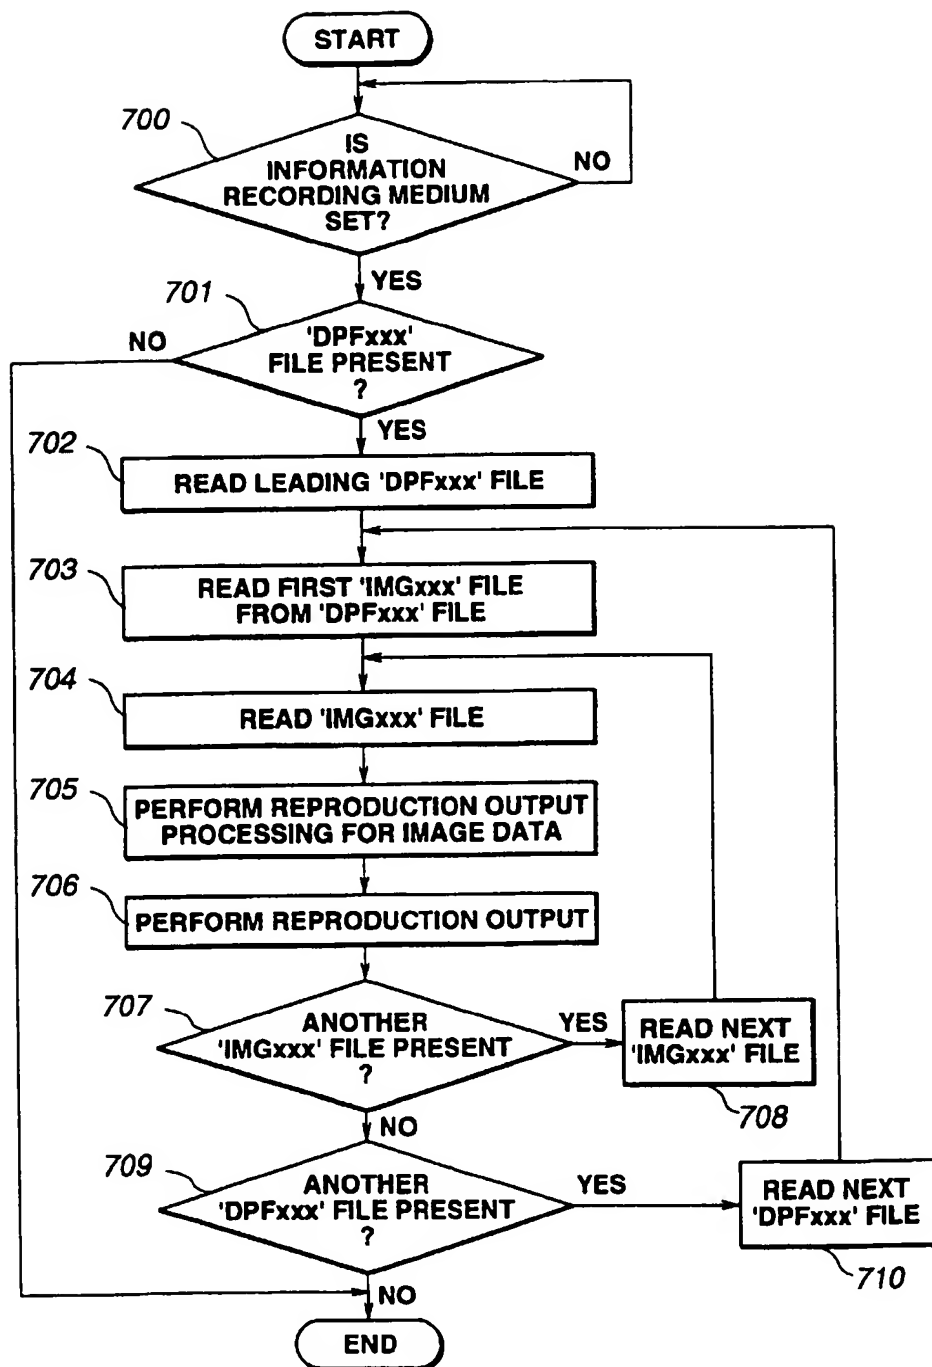 START
700
IS
INFORMATION
RECORDING MEDIUM
SET?
NO
YES
701
NO
'DPFxxx'
FILE PRESENT
?
YES
702
READ LEADING 'DPFxxx' FILE
703
READ FIRST 'IMGxxx' FILE
FROM 'DPFxxx' FILE
704
READ 'IMGxxx' FILE
705
PERFORM REPRODUCTION OUTPUT
PROCESSING FOR IMAGE DATA
706
PERFORM REPRODUCTION OUTPUT
707
ANOTHER
'IMGxxx' FILE PRESENT
?
YES
READ NEXT
'IMGxxx' FILE
708
NO
709
ANOTHER
'DPFxxx' FILE PRESENT
?
YES
READ NEXT
'DPFxxx' FILE
710
NO
END